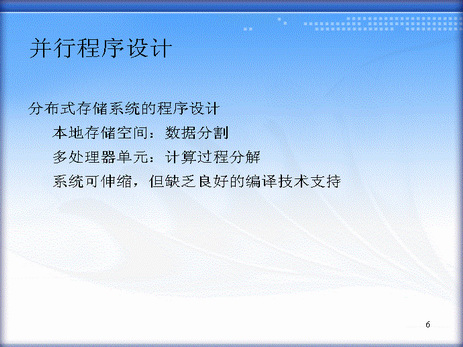 并行程序设计
分布式存储系统的程序设计
本地存储空间：数据分割
多处理器单元：计算过程分解
系统可伸缩，但缺乏良好的编译技术支持
6